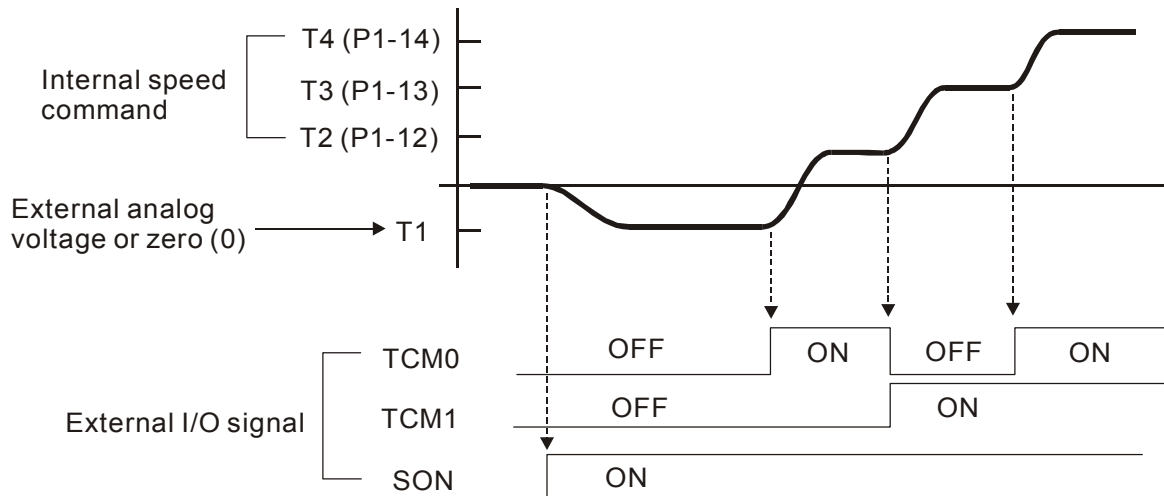 T4 (P1-14)
Internal speed
command
T3 (P1-13)
T2 (P1-12)
External analog
voltage or zero (0)
T1
TCM0
OFF
ON
OFF
ON
External I/O signal
TCM1
OFF
ON
SON
ON